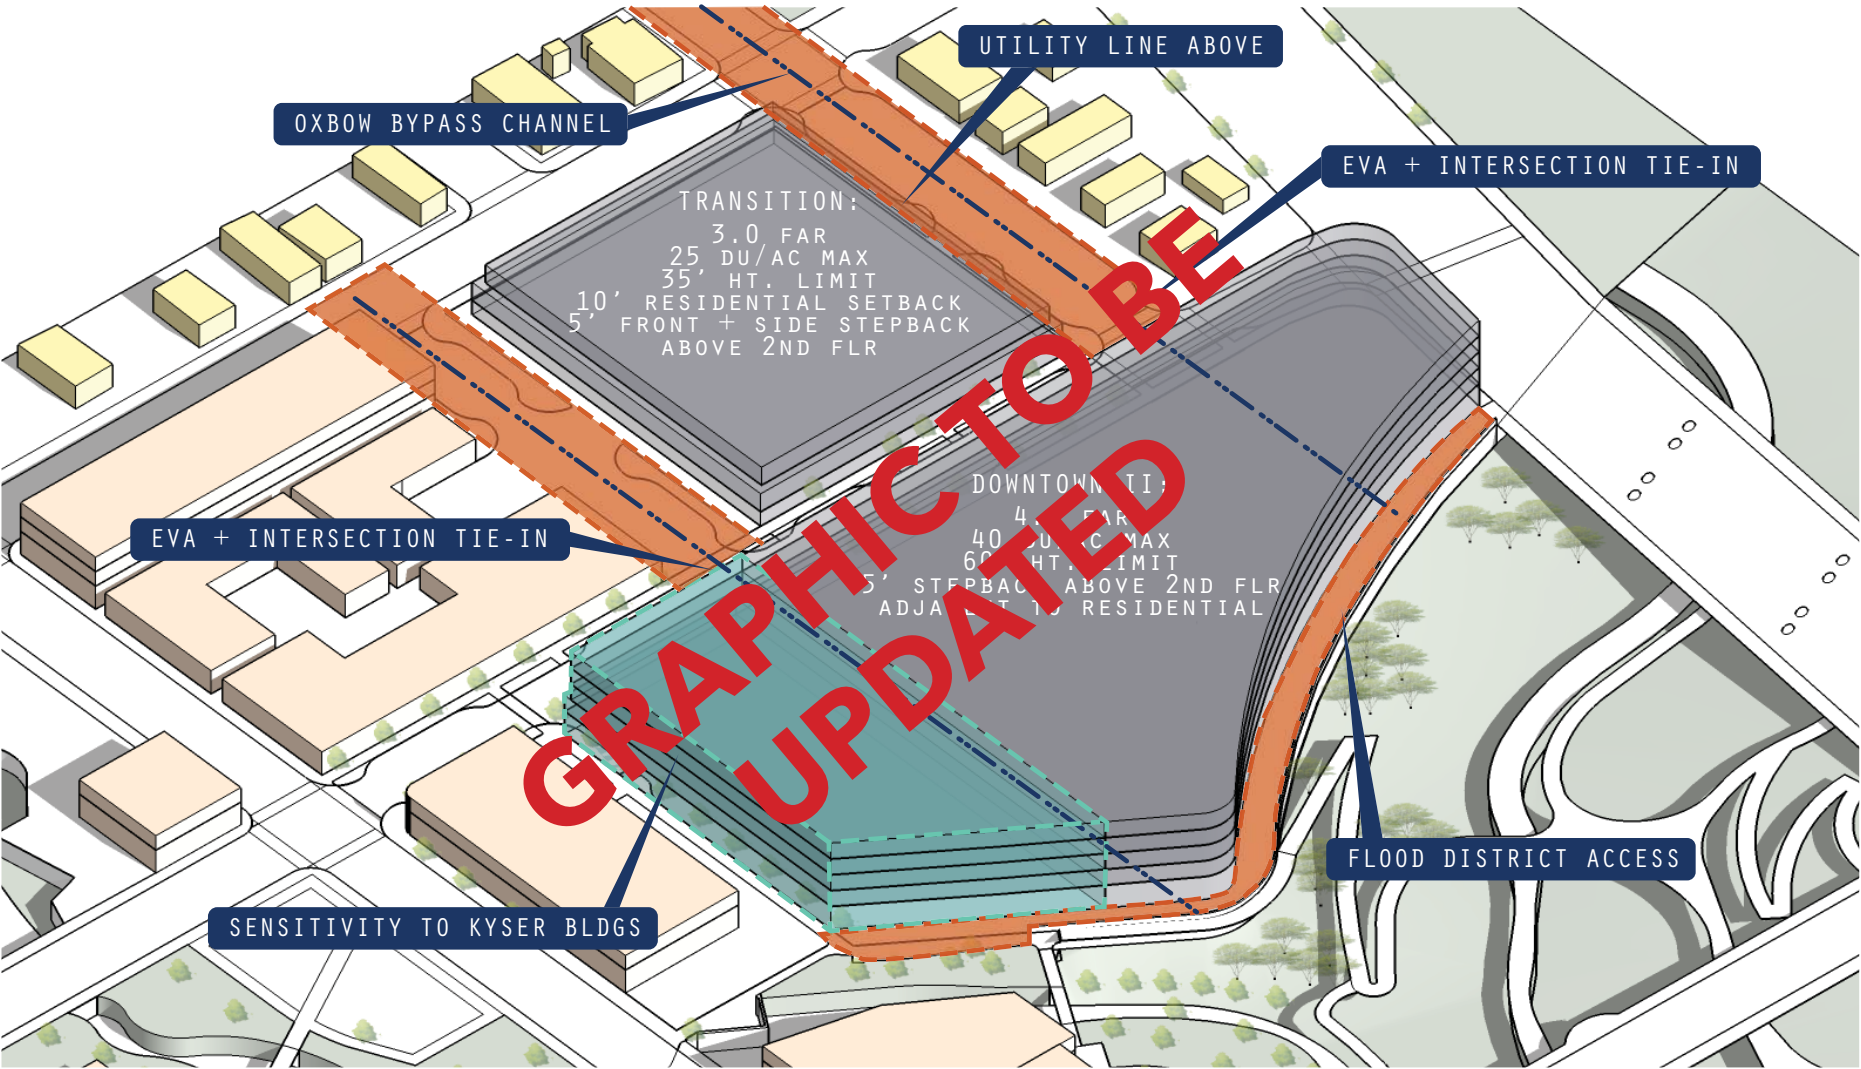 UTILITY LINE ABOVE
OXBOW BYPASS CHANNEL
EVA + INTERSECTION TIE-IN
TRANSITION:
3.0 FAR
25 DU/AC MAX
35' HT. LIMIT
10' RESIDENTIAL SETBACK
5' FRONT + SIDE STEPBACK
ABOVE 2ND FLR
GRAPHIC TO BE
UPDATED
DOWNTOWN II:
FAR
40 MAX
HT. LIMIT
5' STEPBACK ABOVE 2ND FLR
ADJACENT TO RESIDENTIAL
EVA + INTERSECTION TIE-IN
FLOOD DISTRICT ACCESS
SENSITIVITY TO KYSER BLDGS